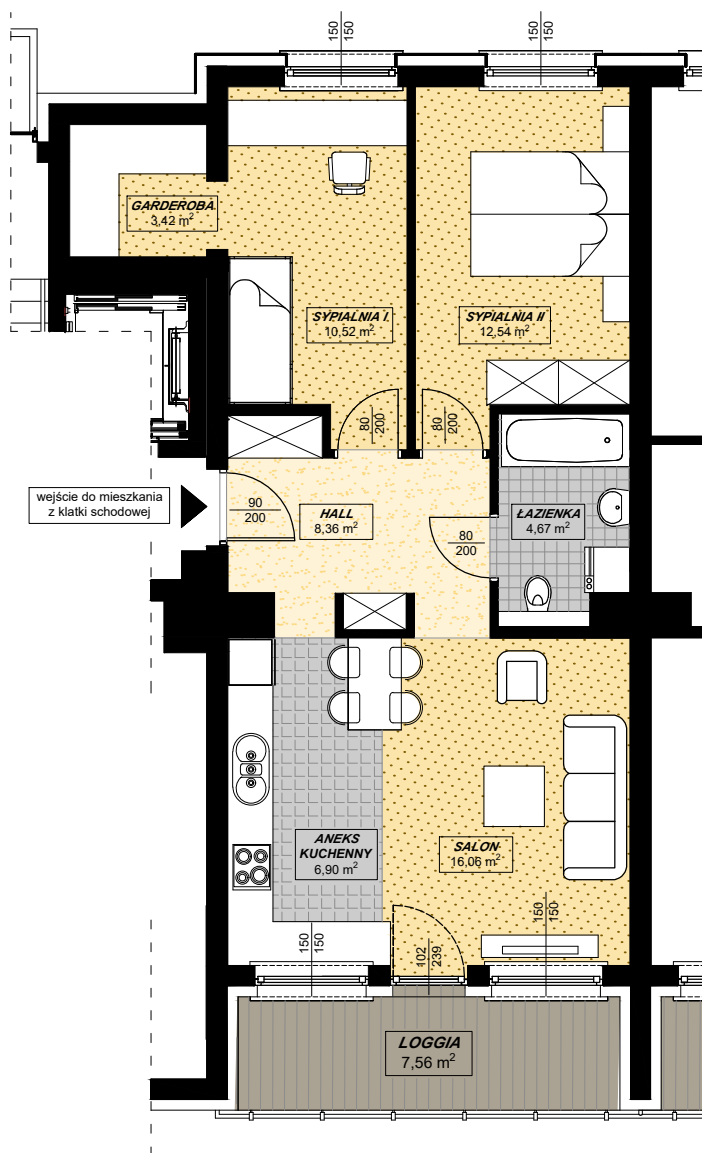 150
150
150
150
GARDEROBA
3,42 m²
SYPIALNIA I
10,52 m²
SYPIALNIA II
12,54 m²
80
200
80
200
wejście do mieszkania
z klatki schodowej
90
200
HALL
8,36 m²
ŁAZIENKA
4,67 m²
80
200
ANEKS
KUCHENNY
6,90 m²
SALON
16,06 m²
150
150
102
239
150
150
LOGGIA
7,56 m²